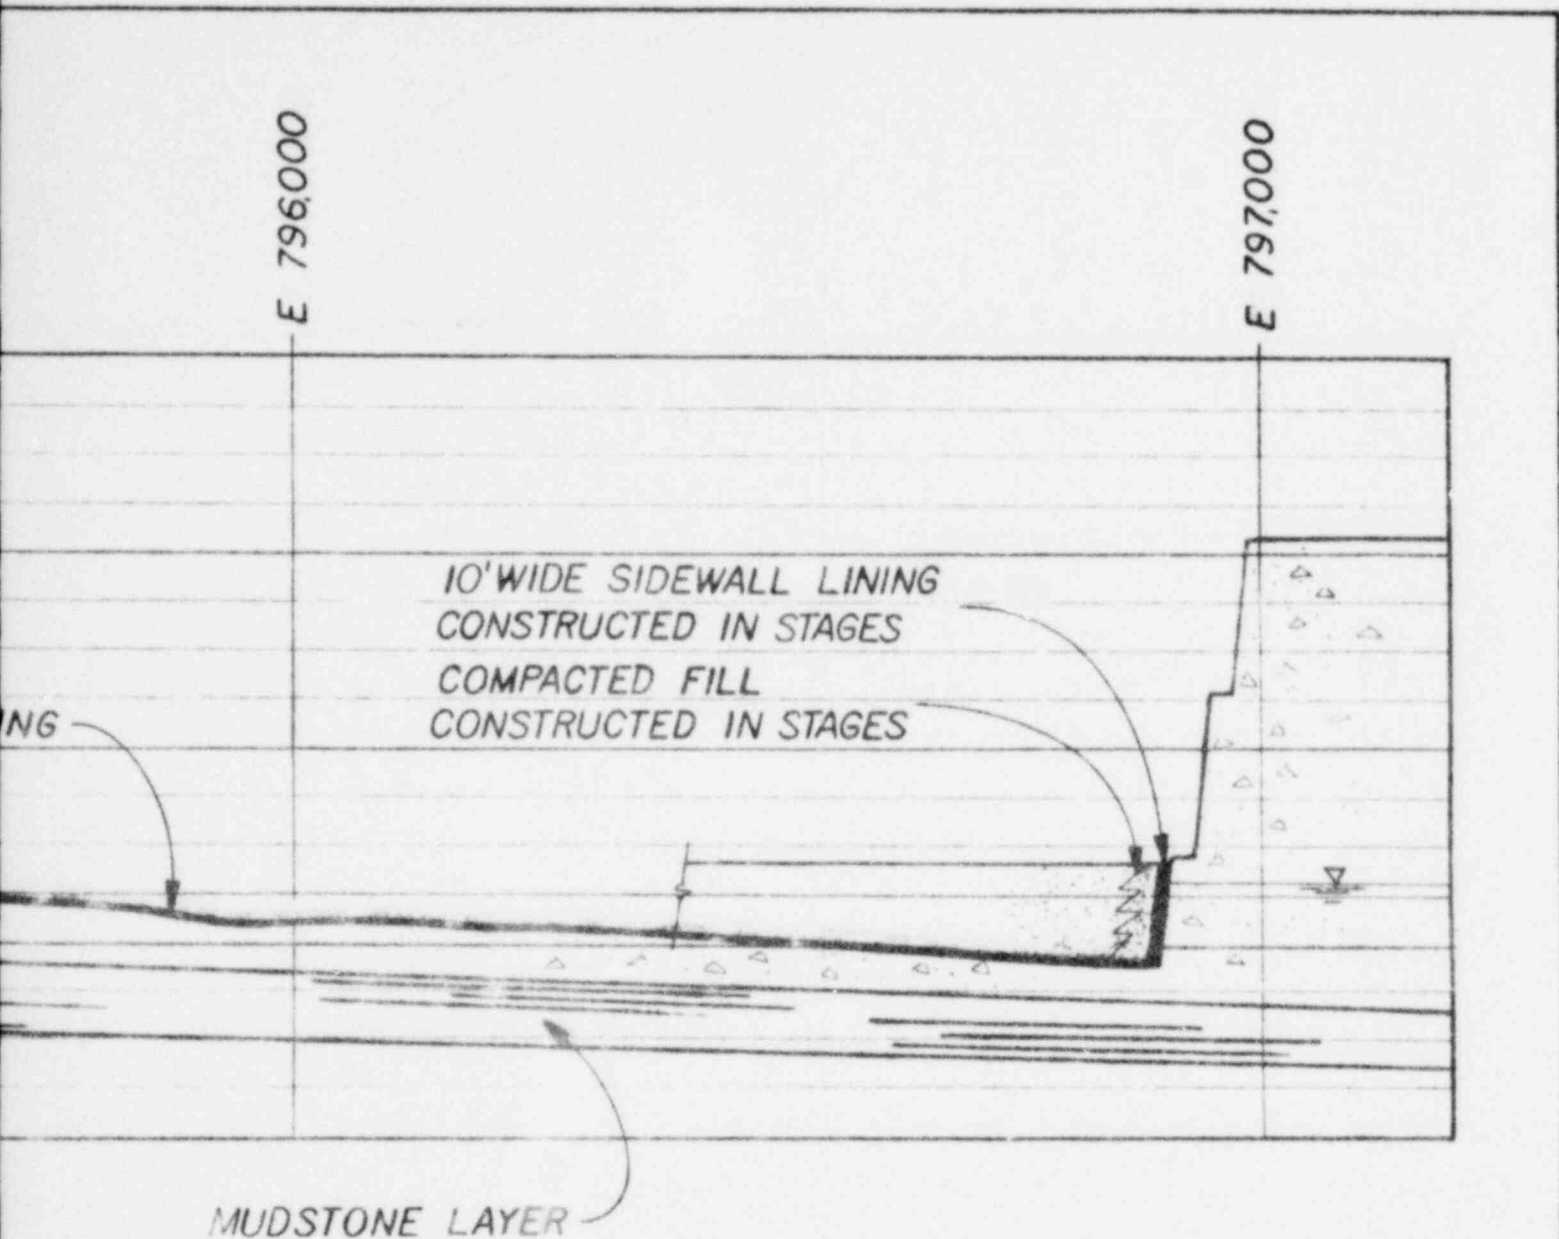 E 796,000
E 797,000
10' WIDE SIDEWALL LINING
CONSTRUCTED IN STAGES
COMPACTED FILL
CONSTRUCTED IN STAGES
NG
MUDSTONE LAYER